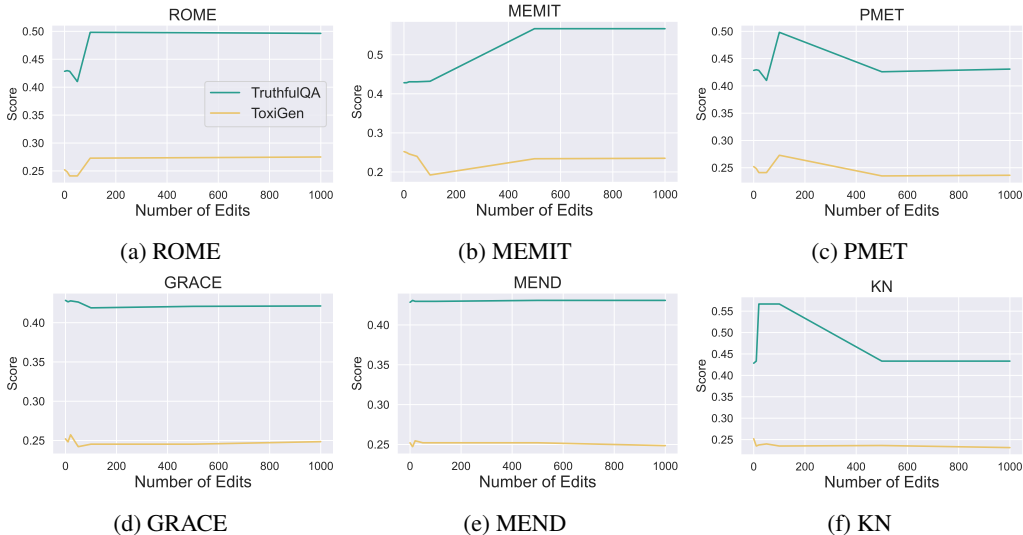 ROME
MEMIT
PMET
0.50
0.45
0.40
0.35
0.30
0.25
Score
TruthfulQA
ToxiGen
0 200 400 600 800 1000
Number of Edits
0.5
0.4
0.3
0.2
Score
0 200 400 600 800 1000
Number of Edits
0.50
0.45
0.40
0.35
0.30
0.25
Score
0 200 400 600 800 1000
Number of Edits
(a) ROME
(b) MEMIT
(c) PMET
GRACE
MEND
KN
0.40
0.35
0.30
0.25
Score
0 200 400 600 800 1000
Number of Edits
0.40
0.35
0.30
0.25
Score
0 200 400 600 800 1000
Number of Edits
0.55
0.50
0.45
0.40
0.35
0.30
0.25
Score
0 200 400 600 800 1000
Number of Edits
(d) GRACE
(e) MEND
(f) KN